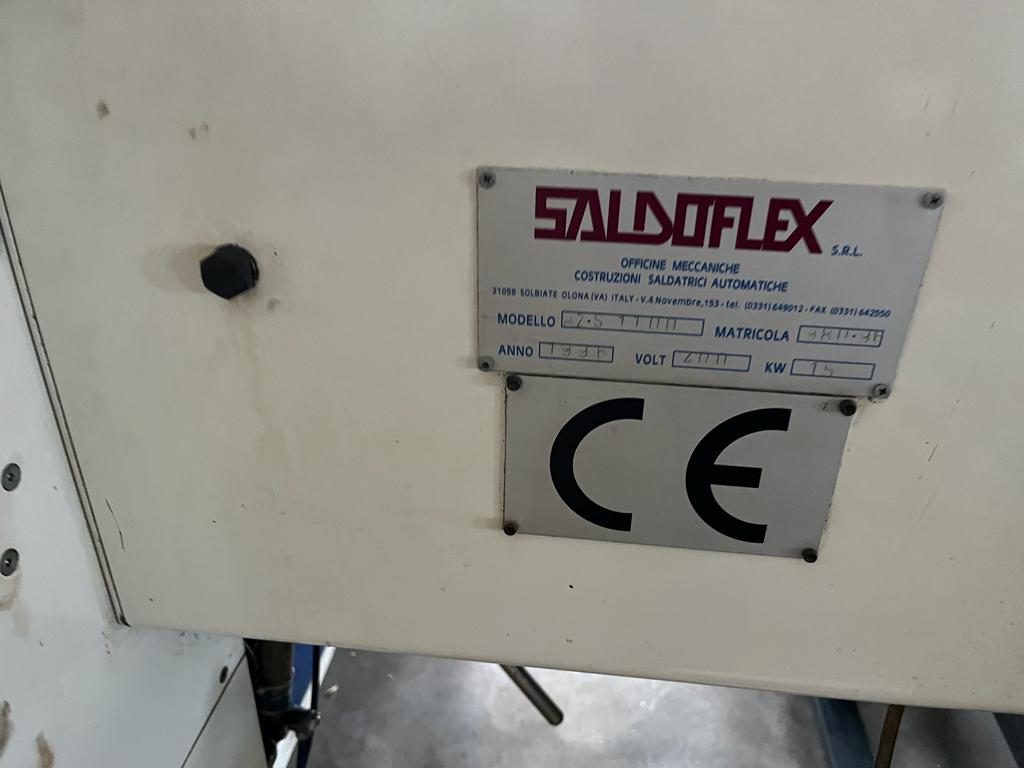 SALDOFLEX S.R.L.
OFFICINE MECCANICHE
COSTRUZIONI SALDATRICI AUTOMATICHE
21058 SOLBIATE OLONA (VA) ITALY - V.4 Novembre, 153 - tel. (0331) 649012 - FAX (0331) 642550
MODELLO MATRICOLA
ANNO VOLT KW 15
CE